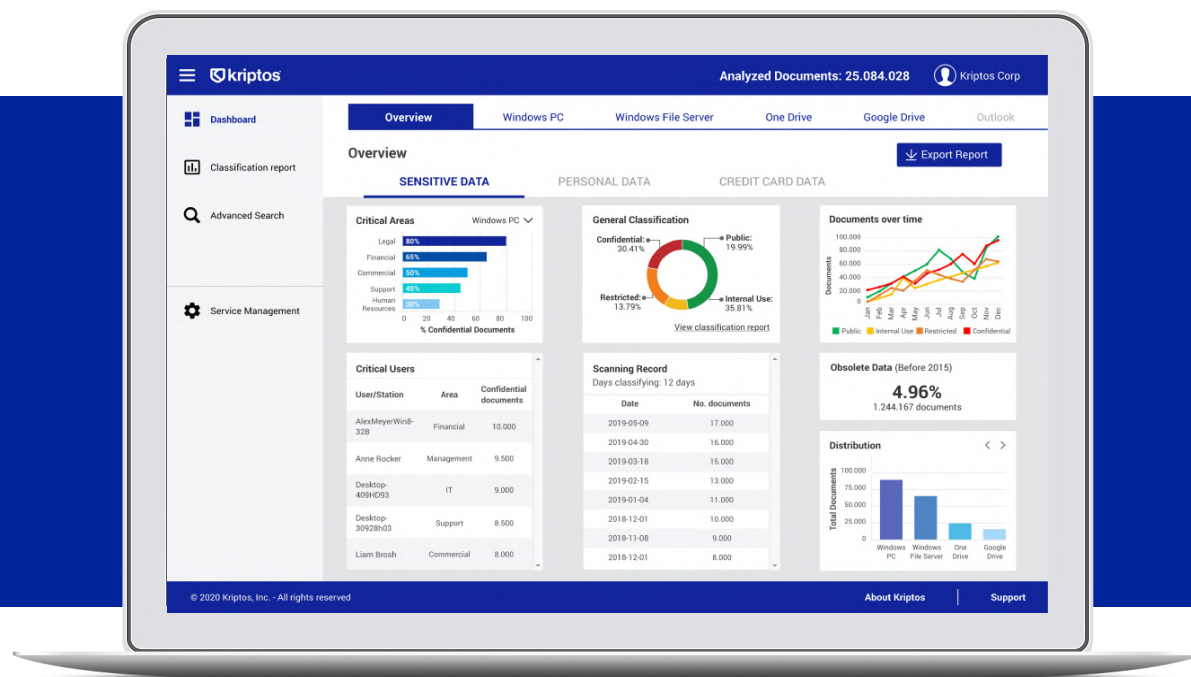 kriptos
Analyzed Documents: 25.084.028
Kriptos Corp
Dashboard
Classification report
Advanced Search
Service Management
Overview
Windows PC
Windows File Server
One Drive
Google Drive
Outlook
Overview
Export Report
SENSITIVE DATA
PERSONAL DATA
CREDIT CARD DATA
Critical Areas
Windows PC
Legal 80%
Financial 65%
Commercial 50%
Support 45%
Human
Resources 30%
0 20 40 60 80 100
% Confidential Documents
General Classification
Confidential:
30.41%
Public:
19.99%
Restricted:
13.79%
Internal Use:
35.81%
View classification report
Documents over time
Documents
100.000
80.000
60.000
40.000
20.000
0
Jan Feb Mar Apr May Jun Jul Aug Sep Oct Nov Dec
Public Internal Use Restricted Confidential
Critical Users
User/Station Area Confidential
documents
AlexMeyerWin8-
32B Financial 10.000
Anne Rocker Management 9.500
Desktop-
409HD93 IT 9.000
Desktop-
30928h03 Support 8.500
Liam Brosh Commercial 8.000
Scanning Record
Days classifying: 12 days
Date No. documents
2019-05-09 17.000
2019-04-30 16.000
2019-03-18 15.000
2019-02-15 13.000
2019-01-04 11.000
2018-12-01 10.000
2018-11-08 9.000
2018-12-01 8.000
Obsolete Data (Before 2015)
4.96%
1.244.167 documents
Distribution
Total Documents
100.000
75.000
50.000
25.000
0
Windows
PC
Windows
File Server
One
Drive
Google
Drive
© 2020 Kriptos, Inc. - All rights reserved
About Kriptos
Support